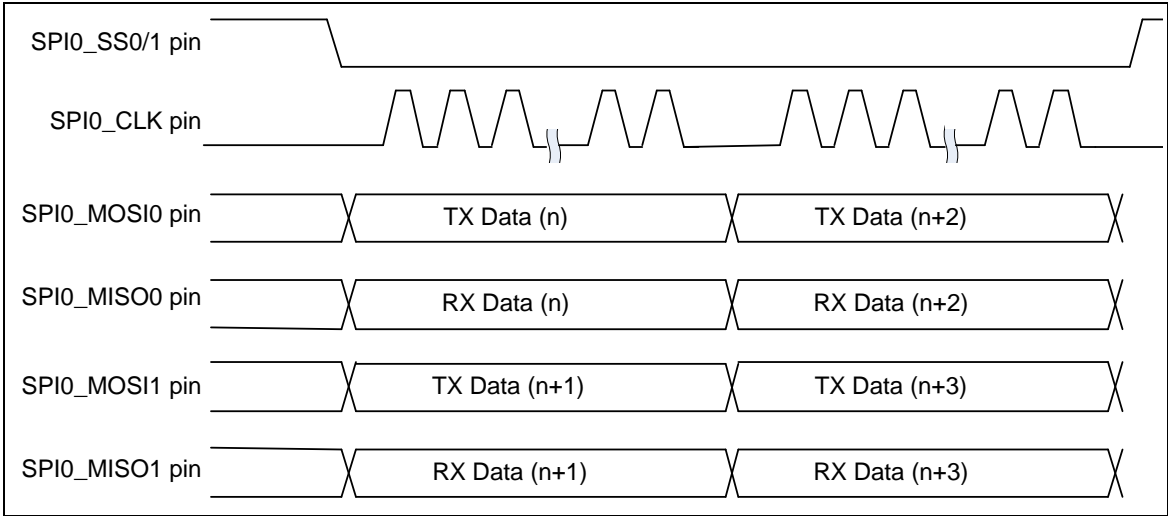 SPI0_SS0/1 pin
SPI0_CLK pin
SPI0_MOSI0 pin
TX Data (n)
TX Data (n+2)
SPI0_MISO0 pin
RX Data (n)
RX Data (n+2)
SPI0_MOSI1 pin
TX Data (n+1)
TX Data (n+3)
SPI0_MISO1 pin
RX Data (n+1)
RX Data (n+3)